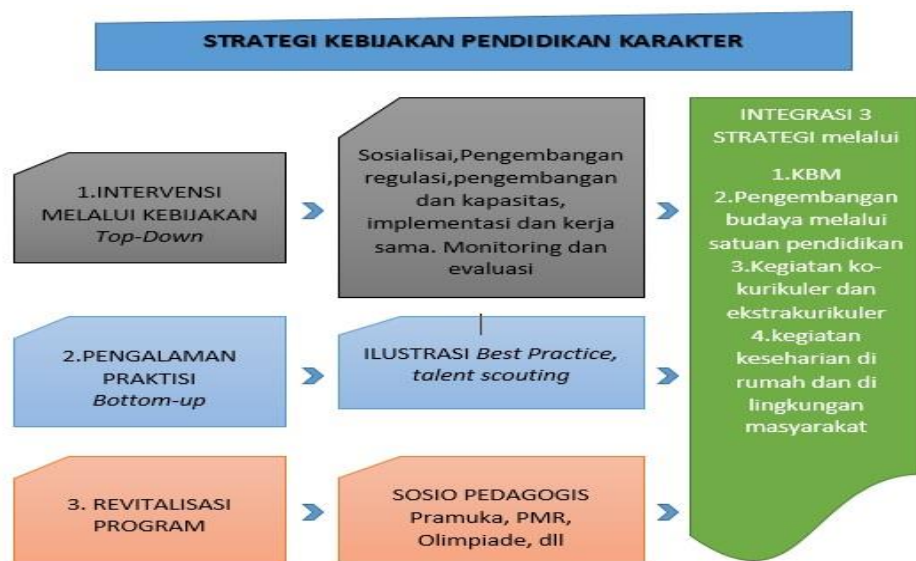 STRATEGI KEBIJAKAN PENDIDIKAN KARAKTER
1.INTERVENSI
MELALUI KEBIJAKAN
Top-Down
Sosialisai,Pengembangan
regulasi,pengembangan
dan kapasitas,
implementasi dan kerja
sama. Monitoring dan
evaluasi
2.PENGALAMAN
PRAKTISI
Bottom-up
ILUSTRASI Best Practice,
talent scouting
3. REVITALISASI
PROGRAM
SOSIO PEDAGOGIS
Pramuka, PMR,
Olimpiade, dll
INTEGRASI 3
STRATEGI melalui
1.KBM
2.Pengembangan
budaya melalui
satuan pendidikan
3.Kegiatan ko-
kurikuler dan
ekstrakurikuler
4.kegiatan
keseharian di
rumah dan di
lingkungan
masyarakat